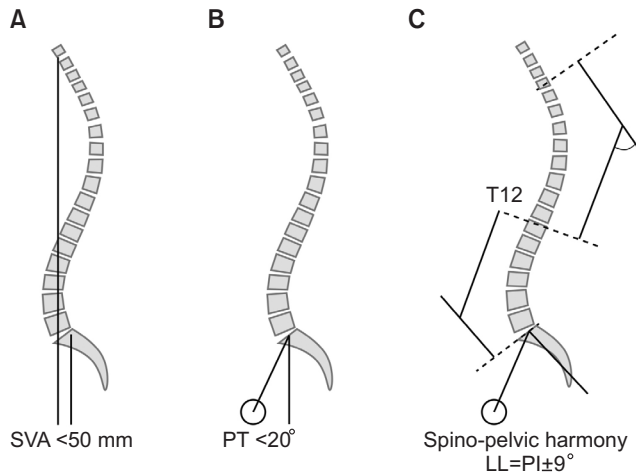 A
B
C
T12
SVA <50 mm
PT <20°
Spino-pelvic harmony
LL=PI±9°